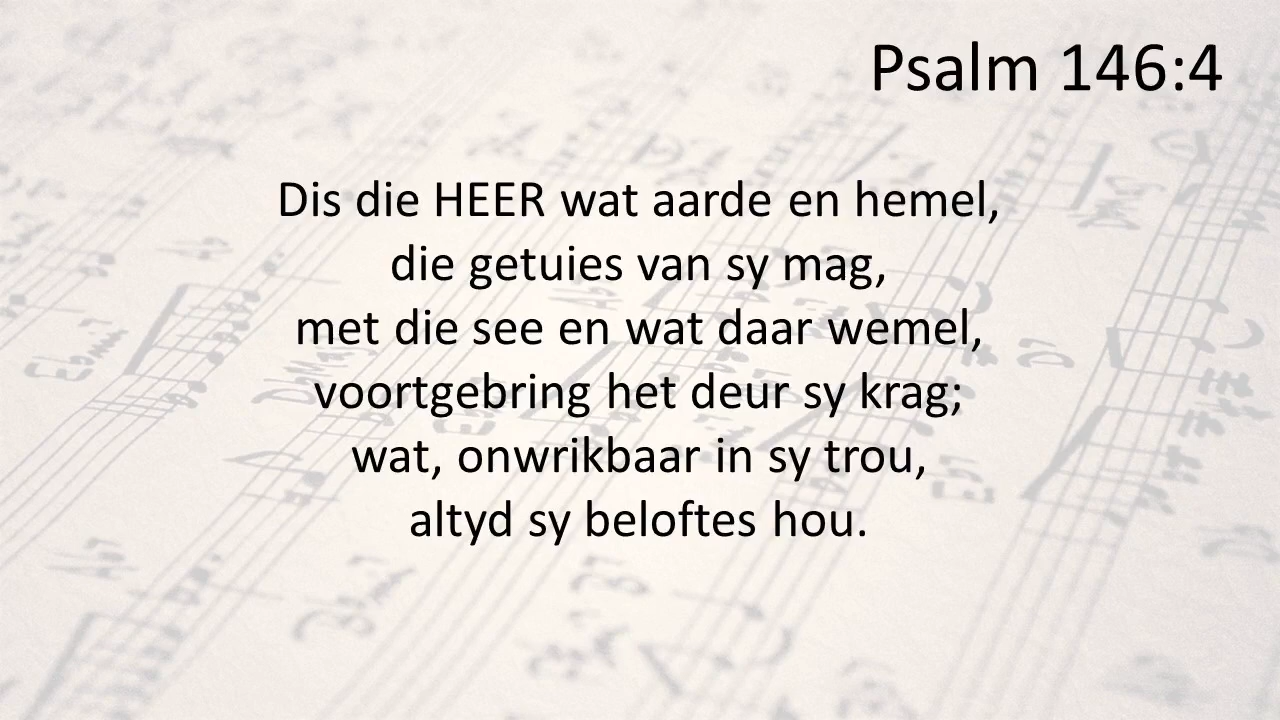 Psalm 146:4
Dis die HEER wat aarde en hemel,
die getuies van sy mag,
met die see en wat daar wemel,
voortgebring het deur sy krag;
wat, onwrikbaar in sy trou,
altyd sy beloftes hou.